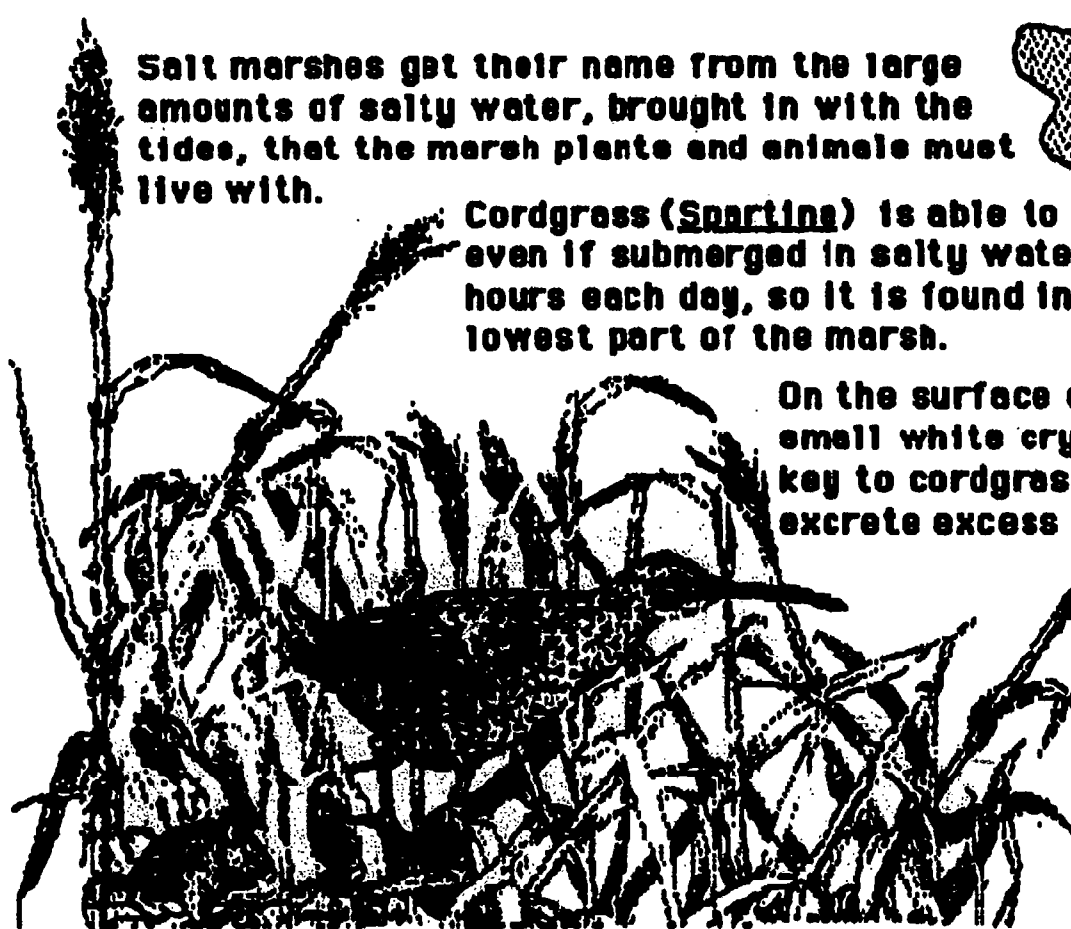 Salt marshes get their name from the large
amounts of salty water, brought in with the
tides, that the marsh plants and animals must
live with.
Cordgrass (Spartina) is able to
even if submerged in salty wate
hours each day, so it is found in
lowest part of the marsh.
On the surface
small white cry
key to cordgras
excrete excess